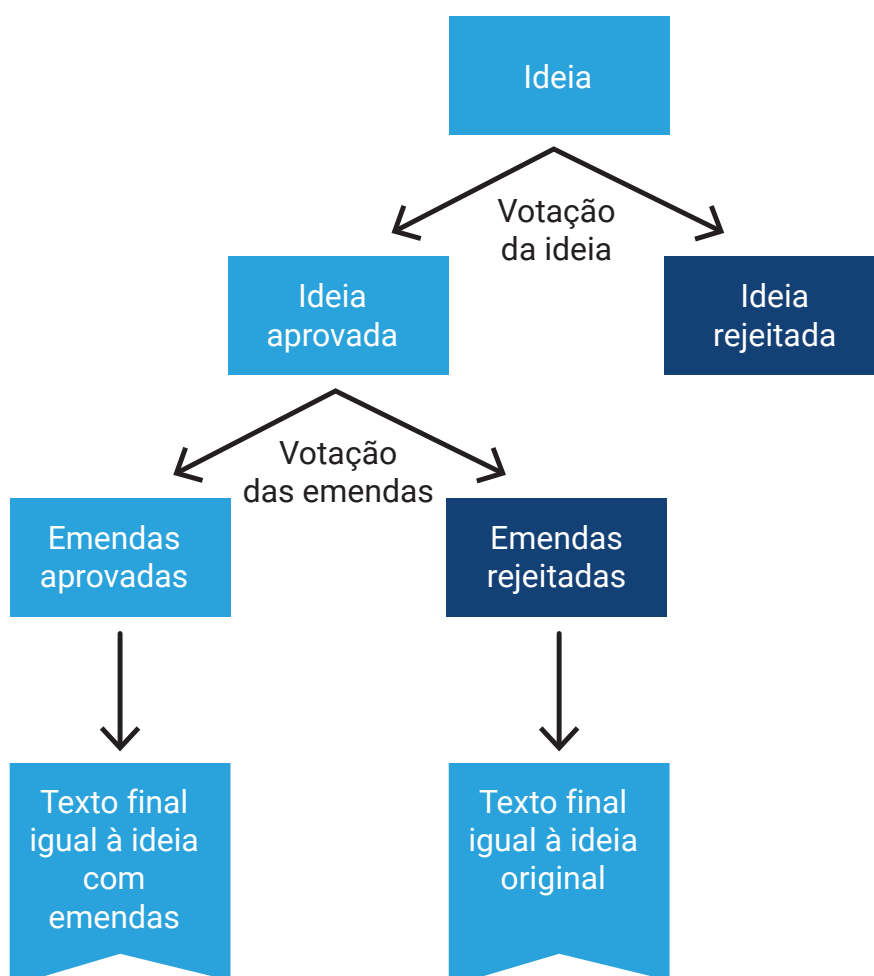 Ideia
Votação
da ideia
Ideia
aprovada
Ideia
rejeitada
Votação
das emendas
Emendas
aprovadas
Emendas
rejeitadas
Texto final
igual à ideia
com
emendas
Texto final
igual à ideia
original